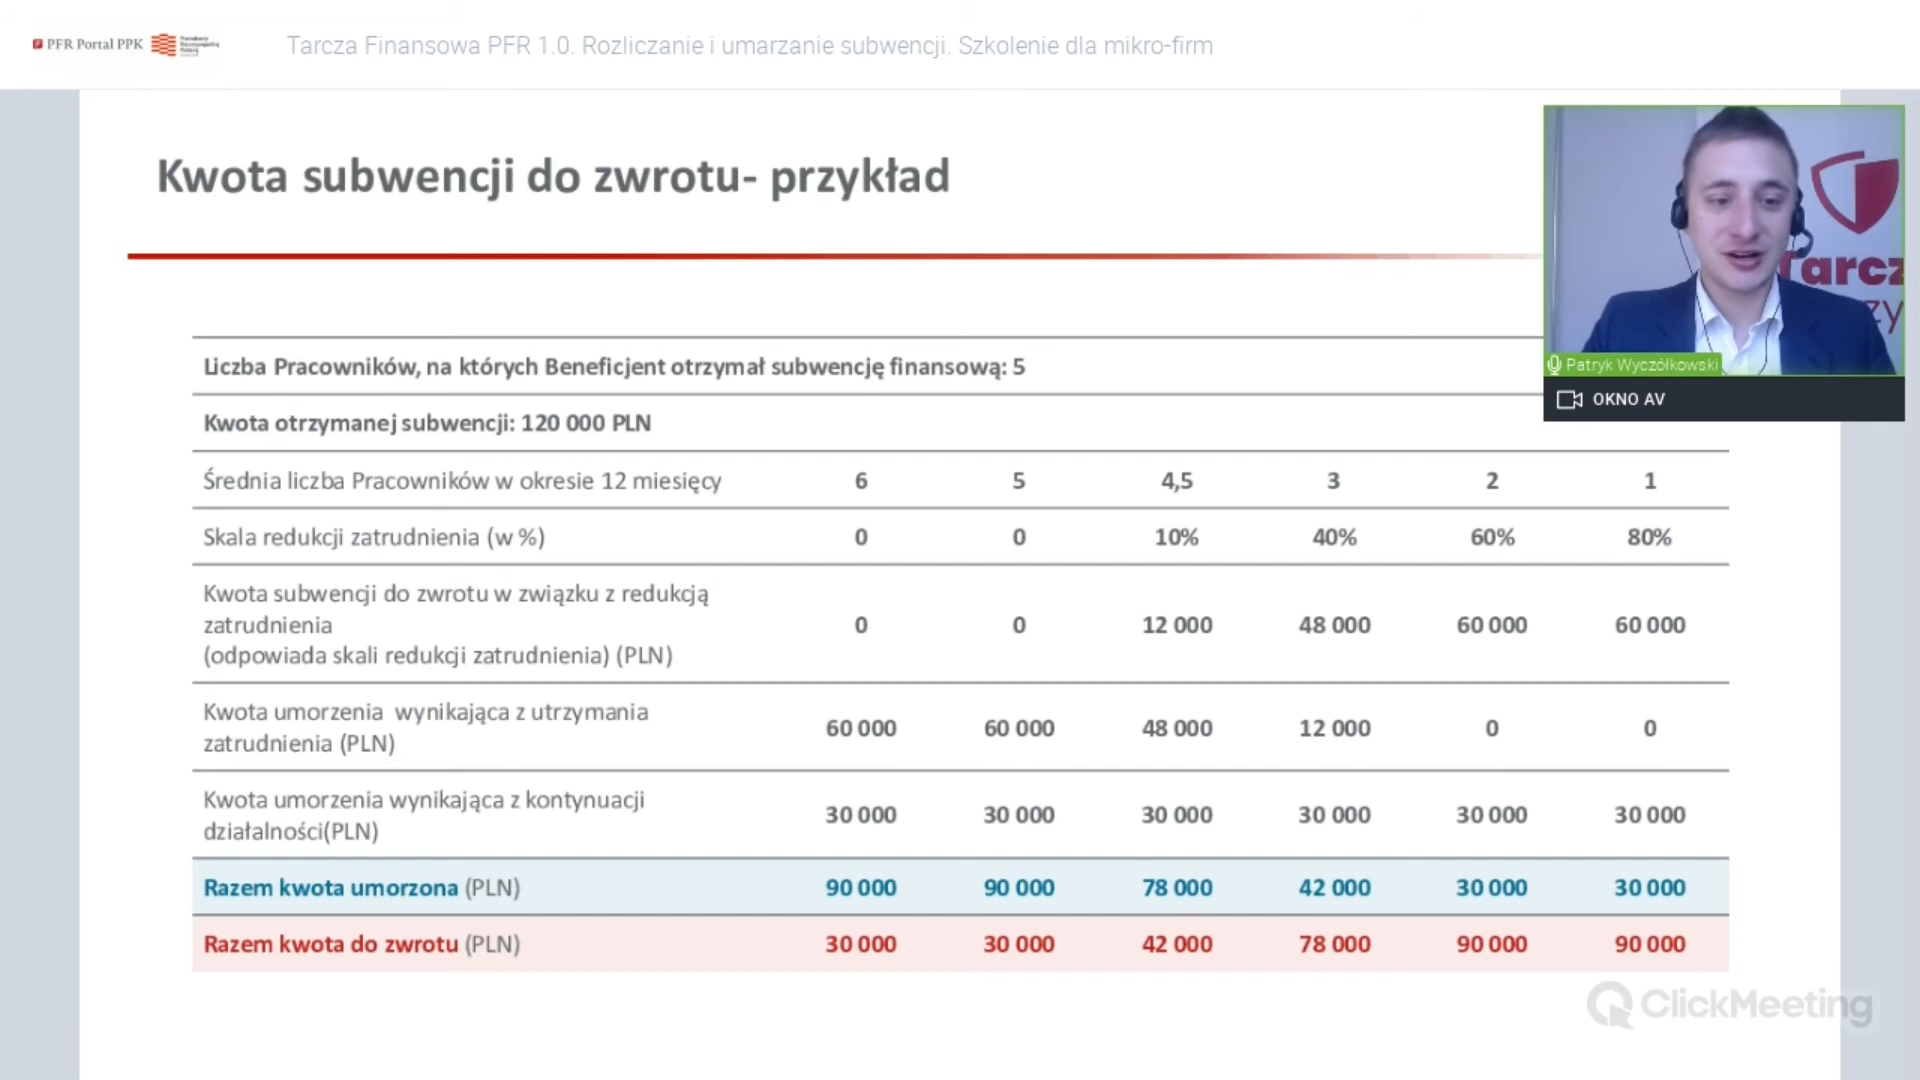 PFR Portal PPK
Tarcza Finansowa PFR 1.0. Rozliczanie i umarzanie subwencji. Szkolenie dla mikro-firm
Kwota subwencji do zwrotu- przykład
Tarcz
Patryk Wyczółkowski
OKNO AV
Liczba Pracowników, na których Beneficjent otrzymał subwencję finansową: 5
Kwota otrzymanej subwencji: 120 000 PLN
Średnia liczba Pracowników w okresie 12 miesięcy 6 5 4,5 3 2 1
Skala redukcji zatrudnienia (w %) 0 0 10% 40% 60% 80%
Kwota subwencji do zwrotu w związku z redukcją
zatrudnienia
(odpowiada skali redukcji zatrudnienia) (PLN) 0 0 12 000 48 000 60 000 60 000
Kwota umorzenia wynikająca z utrzymania
zatrudnienia (PLN) 60 000 60 000 48 000 12 000 0 0
Kwota umorzenia wynikająca z kontynuacji
działalności(PLN) 30 000 30 000 30 000 30 000 30 000 30 000
Razem kwota umorzona (PLN) 90 000 90 000 78 000 42 000 30 000 30 000
Razem kwota do zwrotu (PLN) 30 000 30 000 42 000 78 000 90 000 90 000
ClickMeeting